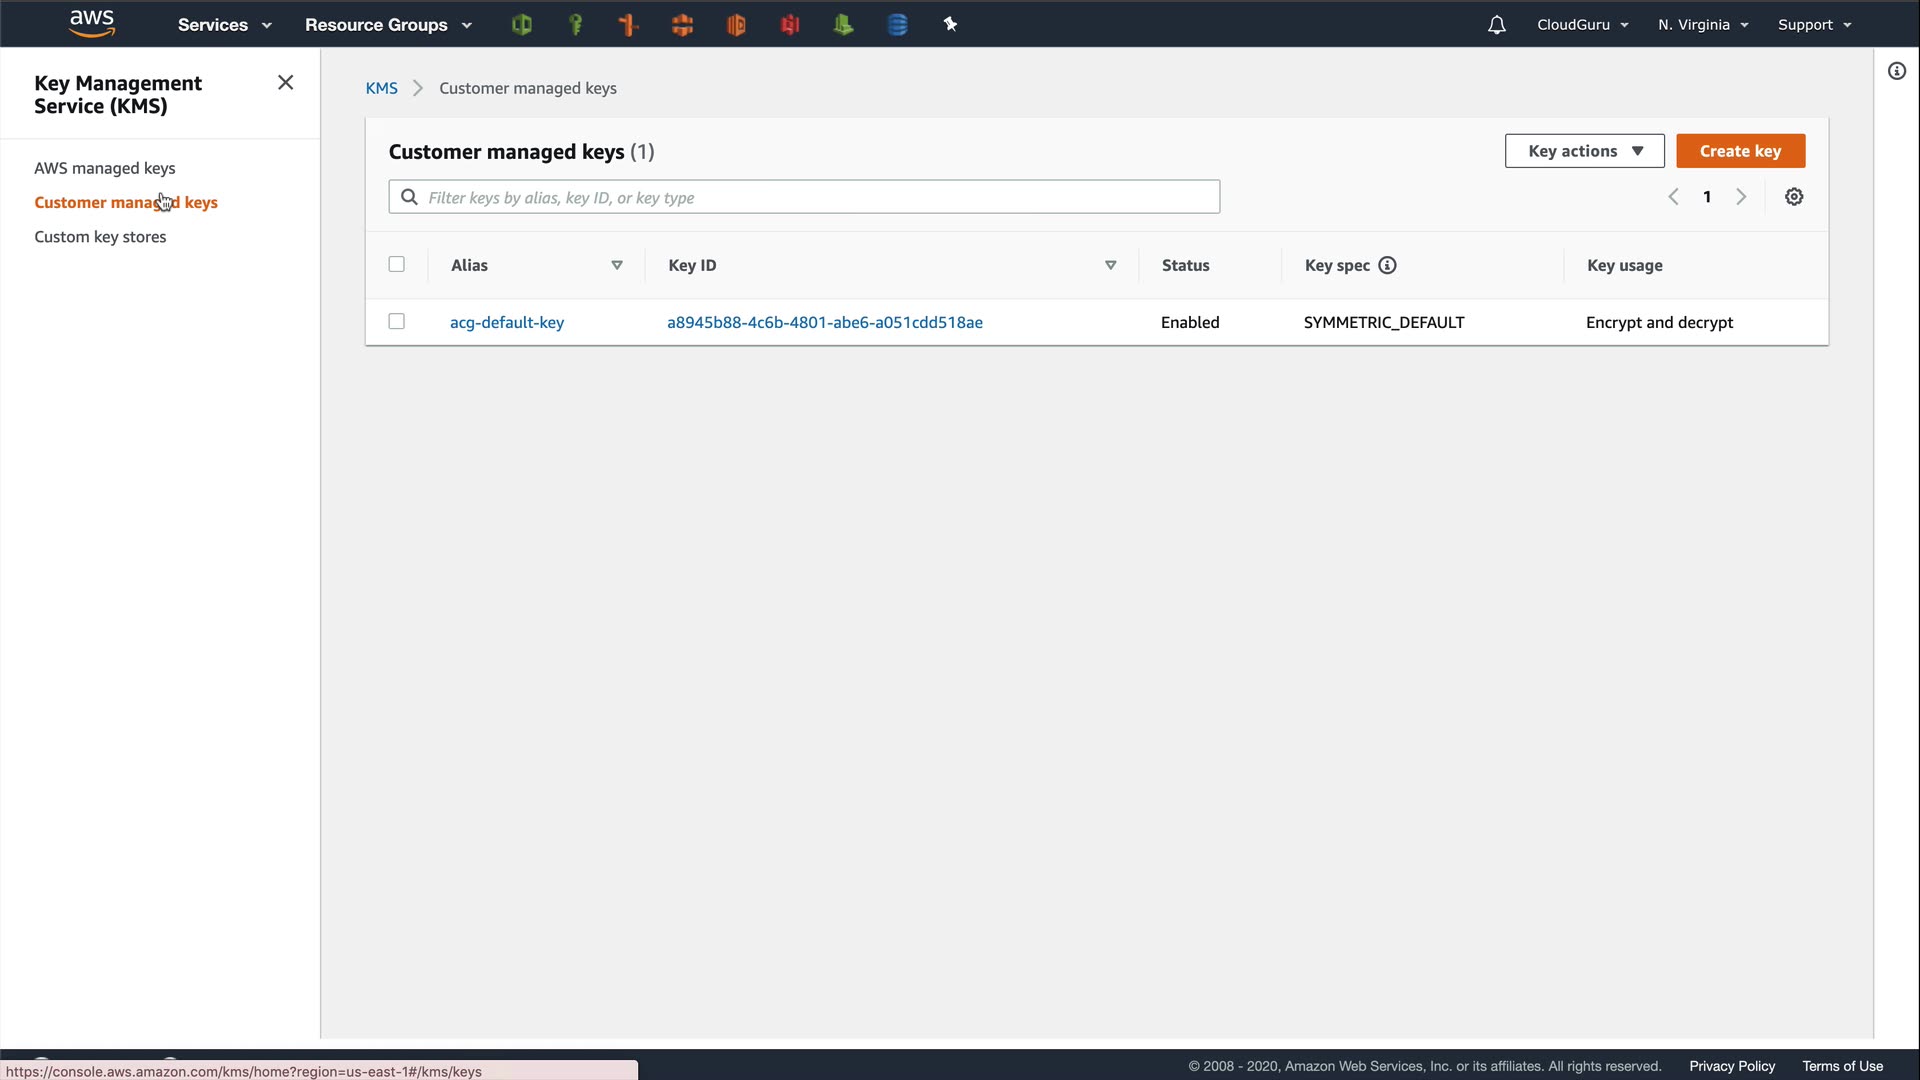 aws Services Resource Groups CloudGuru N. Virginia Support
Key Management
Service (KMS)
AWS managed keys
Customer managed keys
Custom key stores
KMS Customer managed keys
Customer managed keys (1)
Key actions
Create key
Filter keys by alias, key ID, or key type
1
Alias Key ID Status Key spec Key usage
acg-default-key a8945b88-4c6b-4801-abe6-a051cdd518ae Enabled SYMMETRIC_DEFAULT Encrypt and decrypt
© 2008 - 2020, Amazon Web Services, Inc. or its affiliates. All rights reserved. Privacy Policy Terms of Use
https://console.aws.amazon.com/kms/home?region=us-east-1#/kms/keys